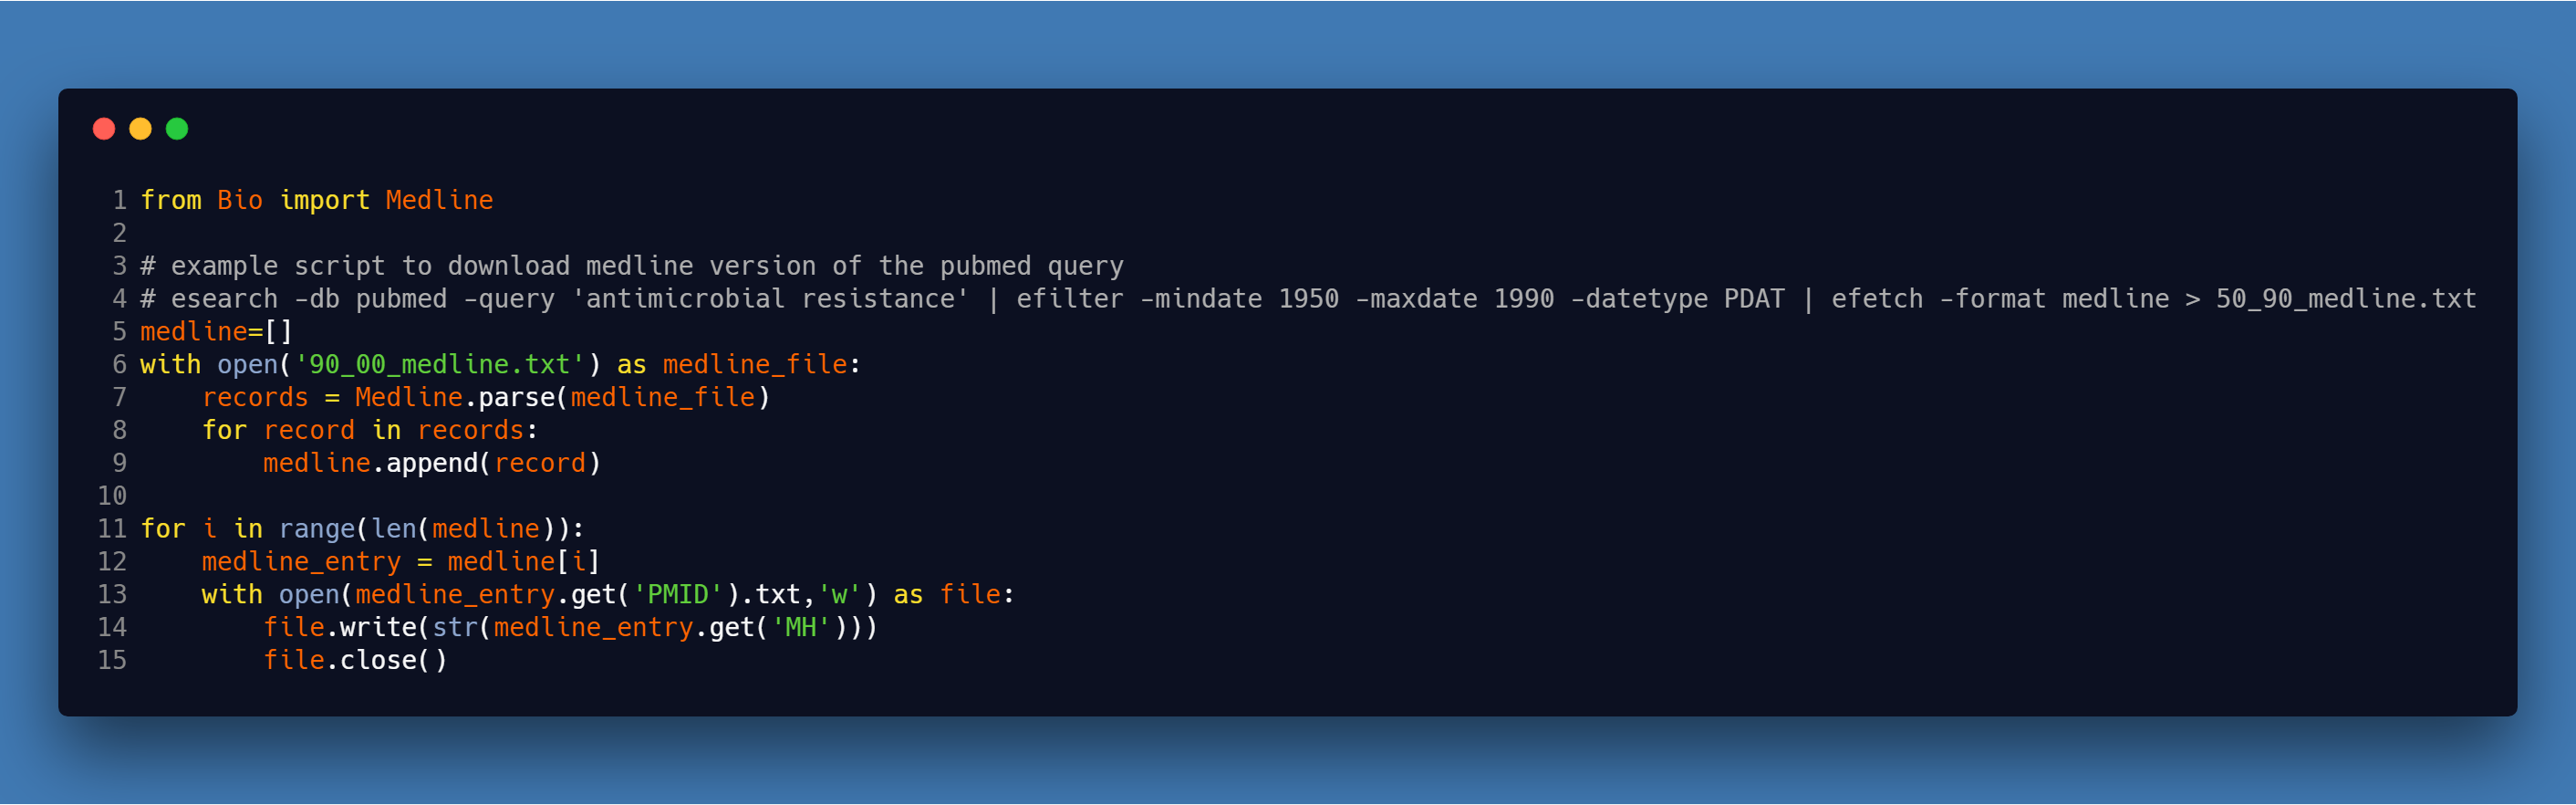 1 from Bio import Medline
2
3 # example script to download medline version of the pubmed query
4 # esearch -db pubmed -query 'antimicrobial resistance' | efilter -mindate 1950 -maxdate 1990 -datetype PDAT | efetch -format medline > 50_90_medline.txt
5 medline=[]
6 with open('90_00_medline.txt') as medline_file:
7     records = Medline.parse(medline_file)
8     for record in records:
9         medline.append(record)
10
11 for i in range(len(medline)):
12     medline_entry = medline[i]
13     with open(medline_entry.get('PMID').txt,'w') as file:
14         file.write(str(medline_entry.get('MH')))
15         file.close()